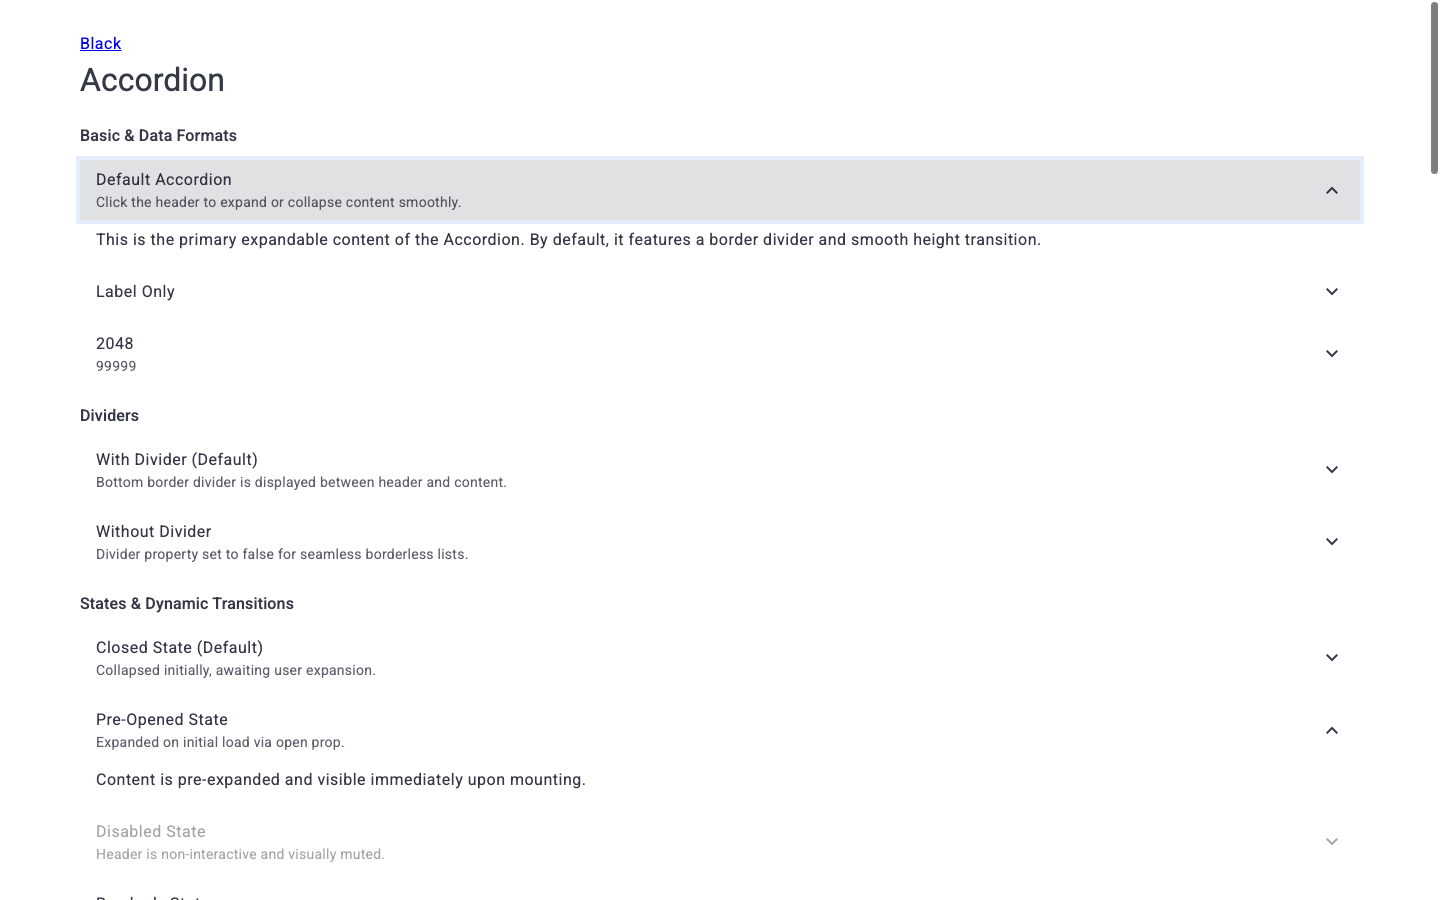 Black
Accordion
Basic & Data Formats
Default Accordion
Click the header to expand or collapse content smoothly.
This is the primary expandable content of the Accordion. By default, it features a border divider and smooth height transition.
Label Only
2048
99999
Dividers
With Divider (Default)
Bottom border divider is displayed between header and content.
Without Divider
Divider property set to false for seamless borderless lists.
States & Dynamic Transitions
Closed State (Default)
Collapsed initially, awaiting user expansion.
Pre-Opened State
Expanded on initial load via open prop.
Content is pre-expanded and visible immediately upon mounting.
Disabled State
Header is non-interactive and visually muted.